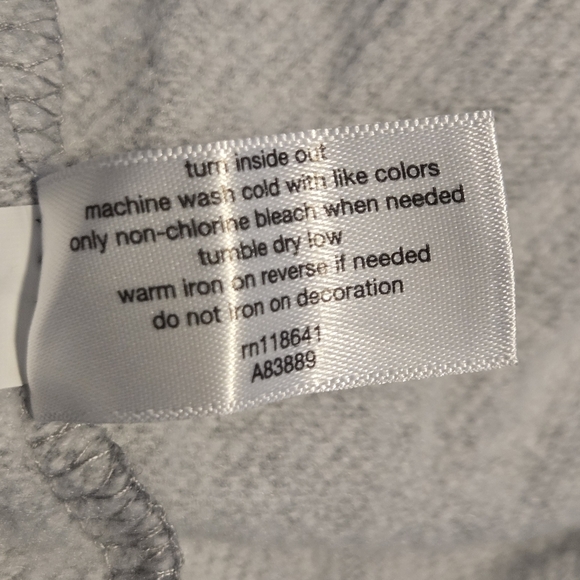 turn inside out
machine wash cold with like colors
only non-chlorine bleach when needed
tumble dry low
warm iron on reverse if needed
do not iron on decoration
rn118641
A83889